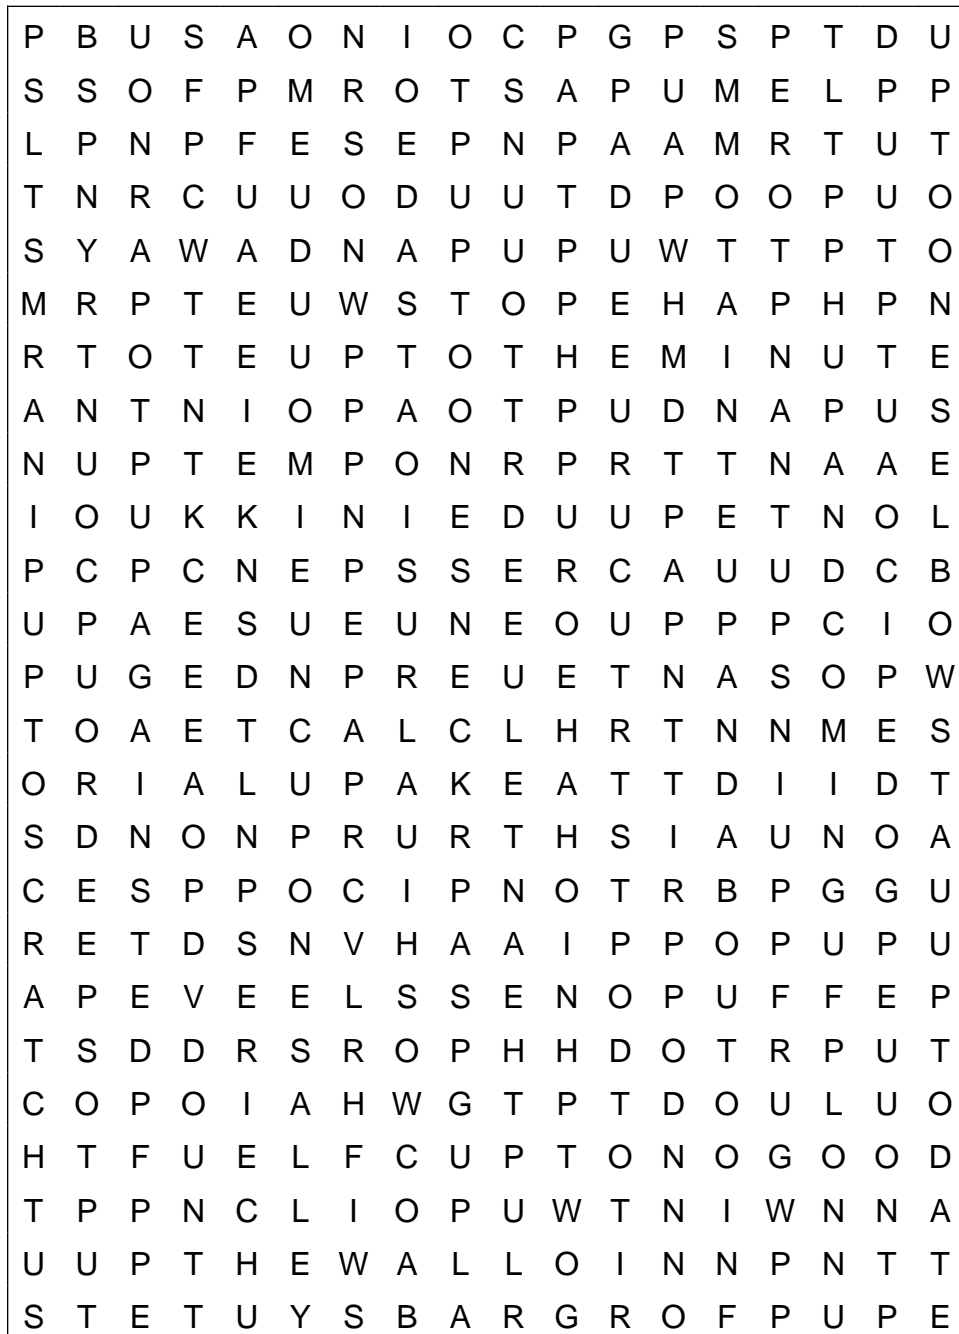 P B U S A O N I O C P G P S P T D U
S S O F P M R O T S A P U M E L P P
L P N P F E S E P N P A A M R T U T
T N R C U U O D U U T D P O O P U O
S Y A W A D N A P U P U W T T P T O
M R P T E U W S T O P E H A P H P N
R T O T E U P T O T H E M I N U T E
A N T N I O P A O T P U D N A P U S
N U P T E M P O N R P R T T N A A E
I O U K K I N I E D U U P E T N O L
P C P C N E P S S E R C A U U D C B
U P A E S U E U N E O U P P P C I O
P U G E D N P R E U E T N A S O P W
T O A E T C A L C L H R T N N M E S
O R I A L U P A K E A T T D I I D T
S D N O N P R U R T H S I A U N O A
C E S P P O C I P N O T R B P G G U
R E T D S N V H A A I P P O P U P U
A P E V E E L S S E N O P U F F E P
T S D D R S R O P H H D O T R P U T
C O P O I A H W G T P T D O U L U O
H T F U E L F C U P T O N O G O O D
T P P N C L I O P U W T N I W N N A
U U P T H E W A L L O I N N P N T T
S T E T U Y S B A R G R O F P U P E